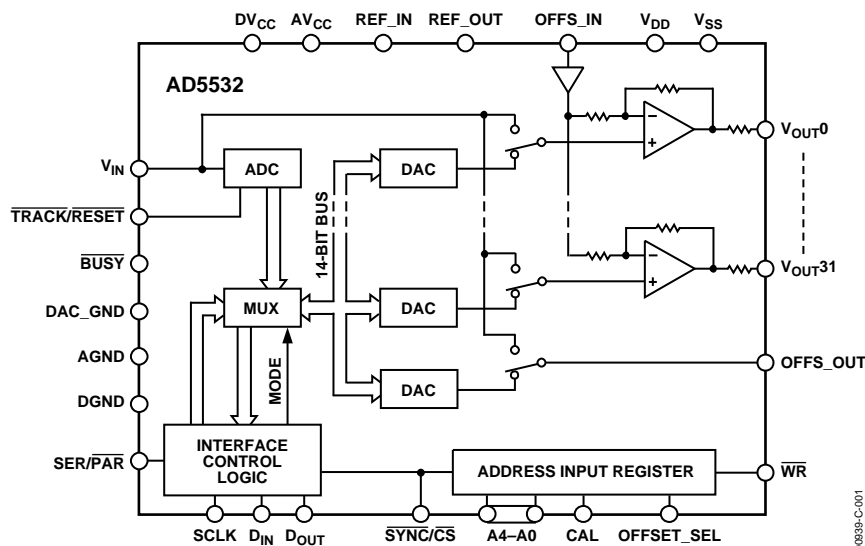 DVCC AVCC REF_IN REF_OUT OFFS_IN VDD VSS
AD5532
VIN
ADC
DAC
VOUT0
TRACK/RESET
14-BIT BUS
BUSY
VOUT31
DAC_GND
MUX
DAC
AGND
MODE
OFFS_OUT
DGND
DAC
SER/PAR
INTERFACE
CONTROL
LOGIC
ADDRESS INPUT REGISTER
WR
SCLK DIN DOUT SYNC/CS A4–A0 CAL OFFSET_SEL
00939-C-001